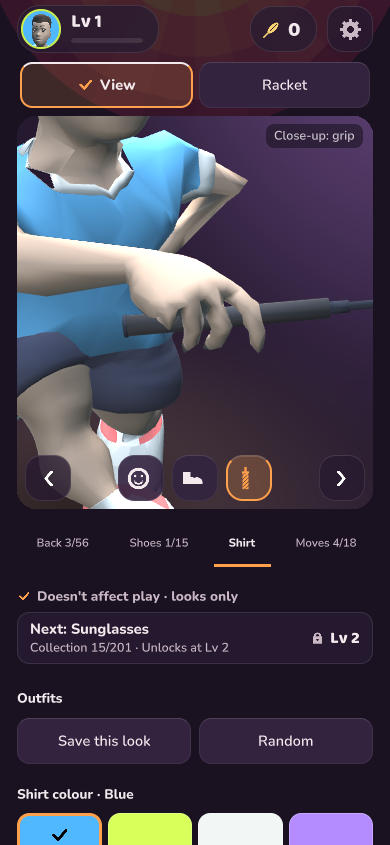 Lv 1
0
View
Racket
Close-up: grip
Back 3/56
Shoes 1/15
Shirt
Moves 4/18
Doesn't affect play · looks only
Next: Sunglasses
Collection 15/201 · Unlocks at Lv 2
Lv 2
Outfits
Save this look
Random
Shirt colour · Blue